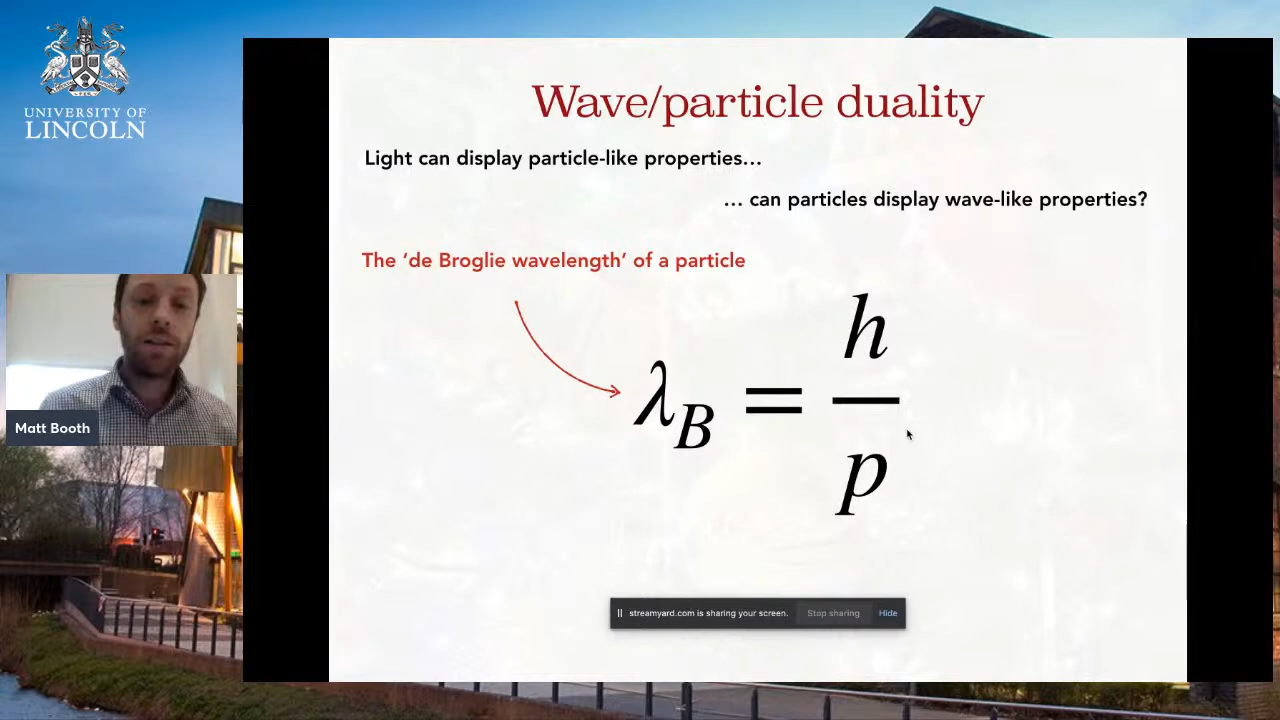 UNIVERSITY OF
LINCOLN
Wave/particle duality
Light can display particle-like properties…
… can particles display wave-like properties?
The ‘de Broglie wavelength’ of a particle
λ_B = h/p
Matt Booth
streamyard.com is sharing your screen. Stop sharing Hide